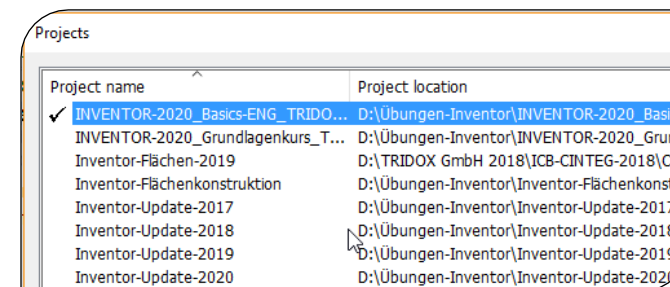 Projects
Project name Project location
INVENTOR-2020_Basics-ENG_TRIDO... D:\Übungen-Inventor\INVENTOR-2020_Basi
INVENTOR-2020_Grundlagenkurs_T... D:\Übungen-Inventor\INVENTOR-2020_Gru
Inventor-Flächen-2019 D:\TRIDOX GmbH 2018\ICB-CINTEG-2018\C
Inventor-Flächenkonstruktion D:\Übungen-Inventor\Inventor-Flächenkonst
Inventor-Update-2017 D:\Übungen-Inventor\Inventor-Update-2017
Inventor-Update-2018 D:\Übungen-Inventor\Inventor-Update-2018
Inventor-Update-2019 D:\Übungen-Inventor\Inventor-Update-2019
Inventor-Update-2020 D:\Übungen-Inventor\Inventor-Update-2020